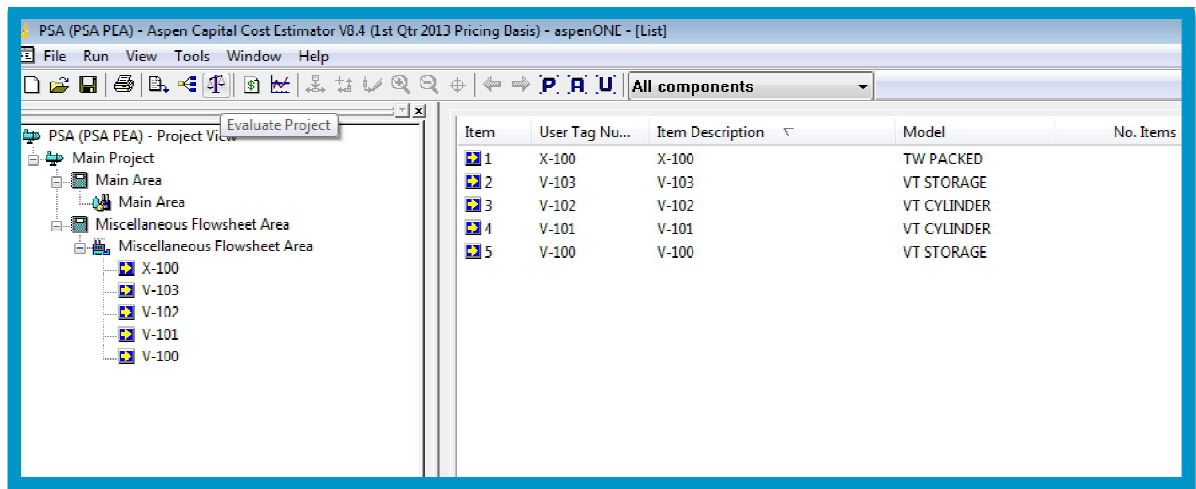 PSA (PSA PEA) - Aspen Capital Cost Estimator V8.4 (1st Qtr 2013 Pricing Basis) - aspenONE - [List]
File Run View Tools Window Help
P A U All components
Evaluate Project
PSA (PSA PEA) - Project View
Main Project
Main Area
Main Area
Miscellaneous Flowsheet Area
Miscellaneous Flowsheet Area
X-100
V-103
V-102
V-101
V-100
Item User Tag Nu... Item Description Model No. Items
1 X-100 X-100 TW PACKED
2 V-103 V-103 VT STORAGE
3 V-102 V-102 VT CYLINDER
4 V-101 V-101 VT CYLINDER
5 V-100 V-100 VT STORAGE